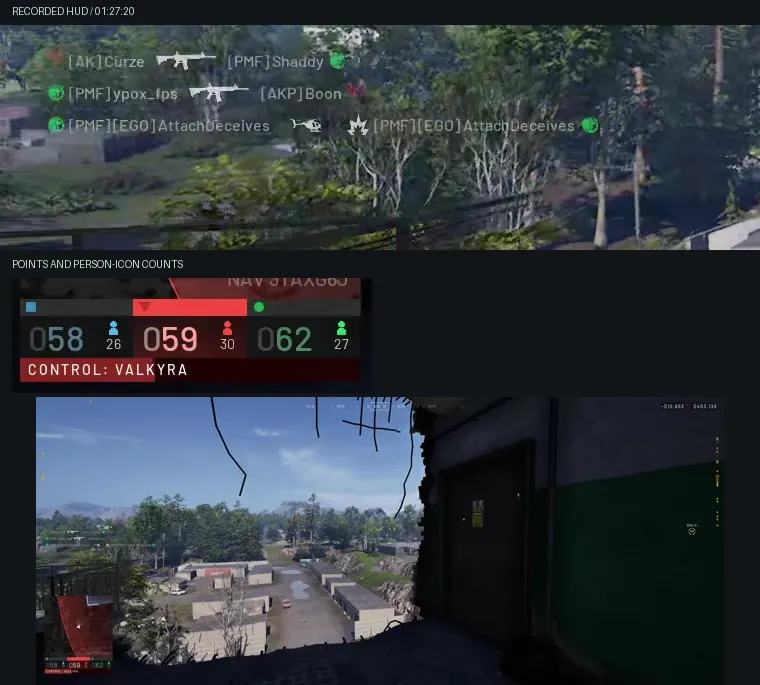 RECORDED HUD / 01:27:20
[AK]Curze [PMF]Shaddy
[PMF]ypox_fps [AKP]Boon
[PMF][EGO]AttachDeceives [PMF][EGO]AttachDeceives
POINTS AND PERSON-ICON COUNTS
058 26 059 30 062 27
CONTROL: VALKYRA